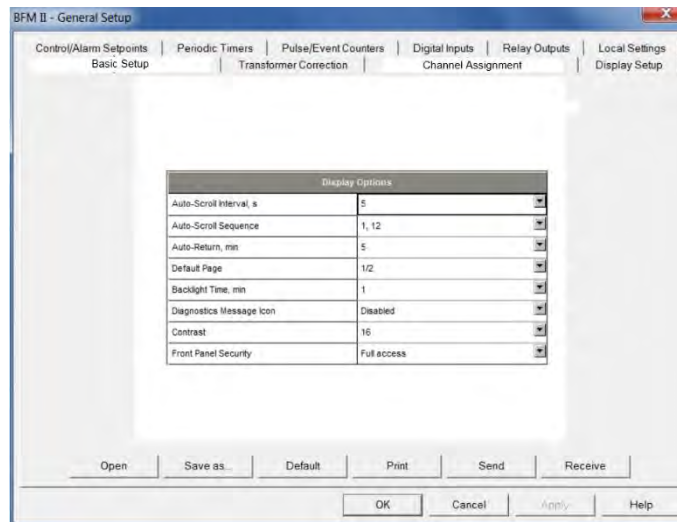 BFM II - General Setup
Control/Alarm Setpoints | Periodic Timers | Pulse/Event Counters | Digital Inputs | Relay Outputs | Local Settings
Basic Setup | Transformer Correction | Channel Assignment | Display Setup
Display Options
Auto-Scroll Interval, s 5
Auto-Scroll Sequence 1, 12
Auto-Return, min 5
Default Page 1/2
Backlight Time, min 1
Diagnostics Message Icon Disabled
Contrast 16
Front Panel Security Full access
Open Save as... Default Print Send Receive
OK Cancel Apply Help